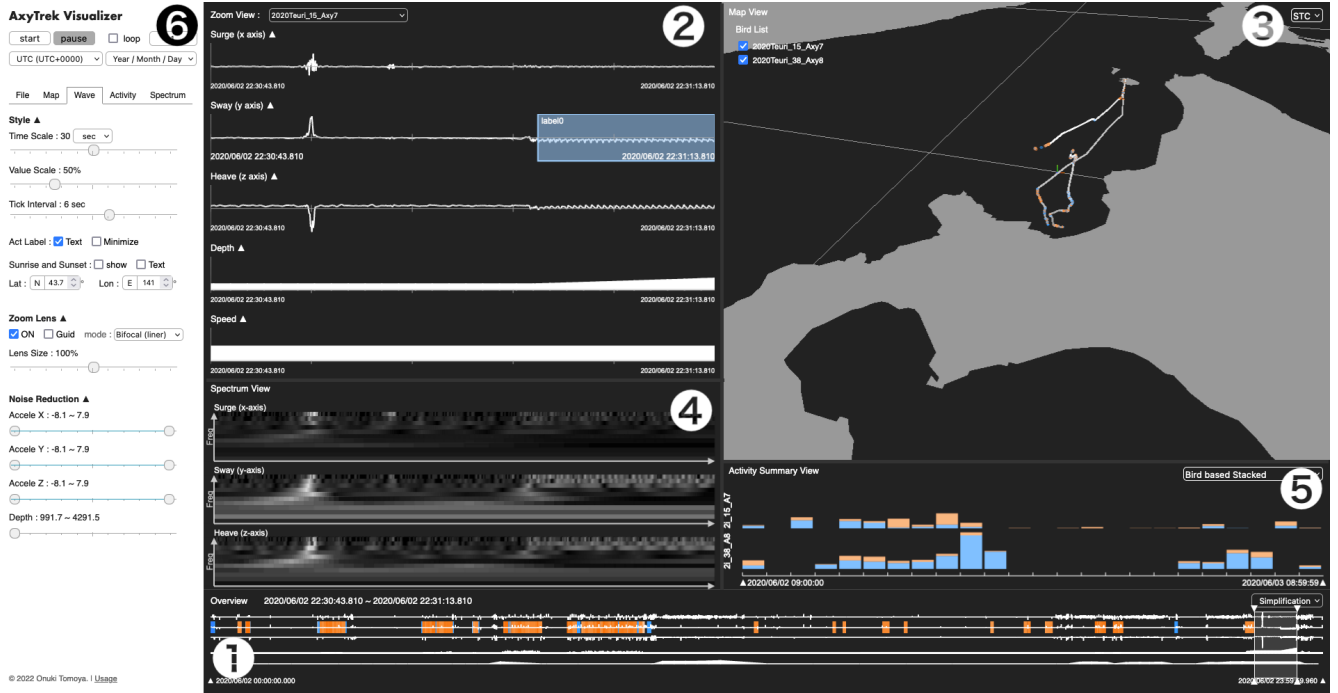 AxyTrek Visualizer
6
start pause loop
UTC (UTC+0000) Year / Month / Day
File Map Wave Activity Spectrum
Style ▲
Time Scale : 30 sec
Value Scale : 50%
Tick Interval : 6 sec
Act Label : Text Minimize
Sunrise and Sunset : show Text
Lat : N 43.7 ° Lon : E 141 °
Zoom Lens ▲
ON Guid mode : Bifocal (liner)
Lens Size : 100%
Noise Reduction ▲
Accele X : -8.1 ~ 7.9
Accele Y : -8.1 ~ 7.9
Accele Z : -8.1 ~ 7.9
Depth : 991.7 ~ 4291.5
© 2022 Onuki Tomoya. | Usage
Zoom View : 2020Teuri_15_Axy7
2
Surge (x axis) ▲
2020/06/02 22:30:43.810 2020/06/02 22:31:13.810
Sway (y axis) ▲
label0
2020/06/02 22:30:43.810 2020/06/02 22:31:13.810
Heave (z axis) ▲
2020/06/02 22:30:43.810 2020/06/02 22:31:13.810
Depth ▲
2020/06/02 22:30:43.810 2020/06/02 22:31:13.810
Speed ▲
2020/06/02 22:30:43.810 2020/06/02 22:31:13.810
Map View
STC
3
Bird List
2020Teuri_15_Axy7
2020Teuri_38_Axy8
Spectrum View
4
Surge (x-axis)
Freq
Sway (y-axis)
Freq
Heave (z-axis)
Freq
Activity Summary View Bird based Stacked
5
2i_15_A7
2i_38_A8
▲2020/06/02 09:00:00 2020/06/03 08:59:59▲
Overview 2020/06/02 22:30:43.810 ~ 2020/06/02 22:31:13.810 Simplification
1
▲ 2020/06/02 00:00:00.000 2020/06/02 23:59:59.960 ▲